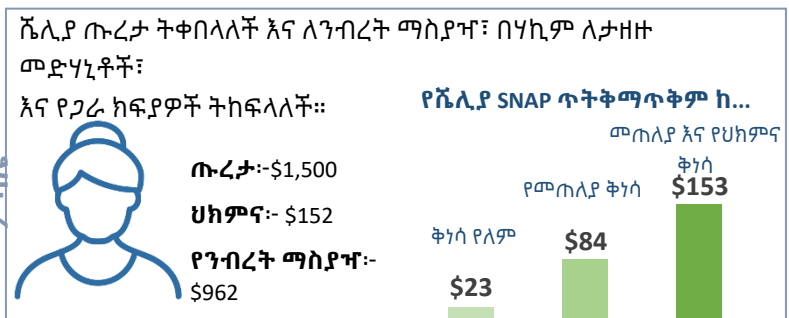 ሼሊያ ጡረታ ትቀበላለች እና ለንብረት ማስያዣ፣ በሃኪም ለታዘዙ
መድሃኒቶች፣
እና የጋራ ክፍያዎች ትከፍላለች።
የሼሊያ SNAP ጥትቅማጥቅም ከ...
ጡረታ፡-$1,500
ህክምና፡- $152
የንብረት ማስያዣ፡-
$962
ቅነሳ የለም
$23
የመጠለያ ቅነሳ
$84
መጠለያ እና የህክምና
ቅነሳ
$153